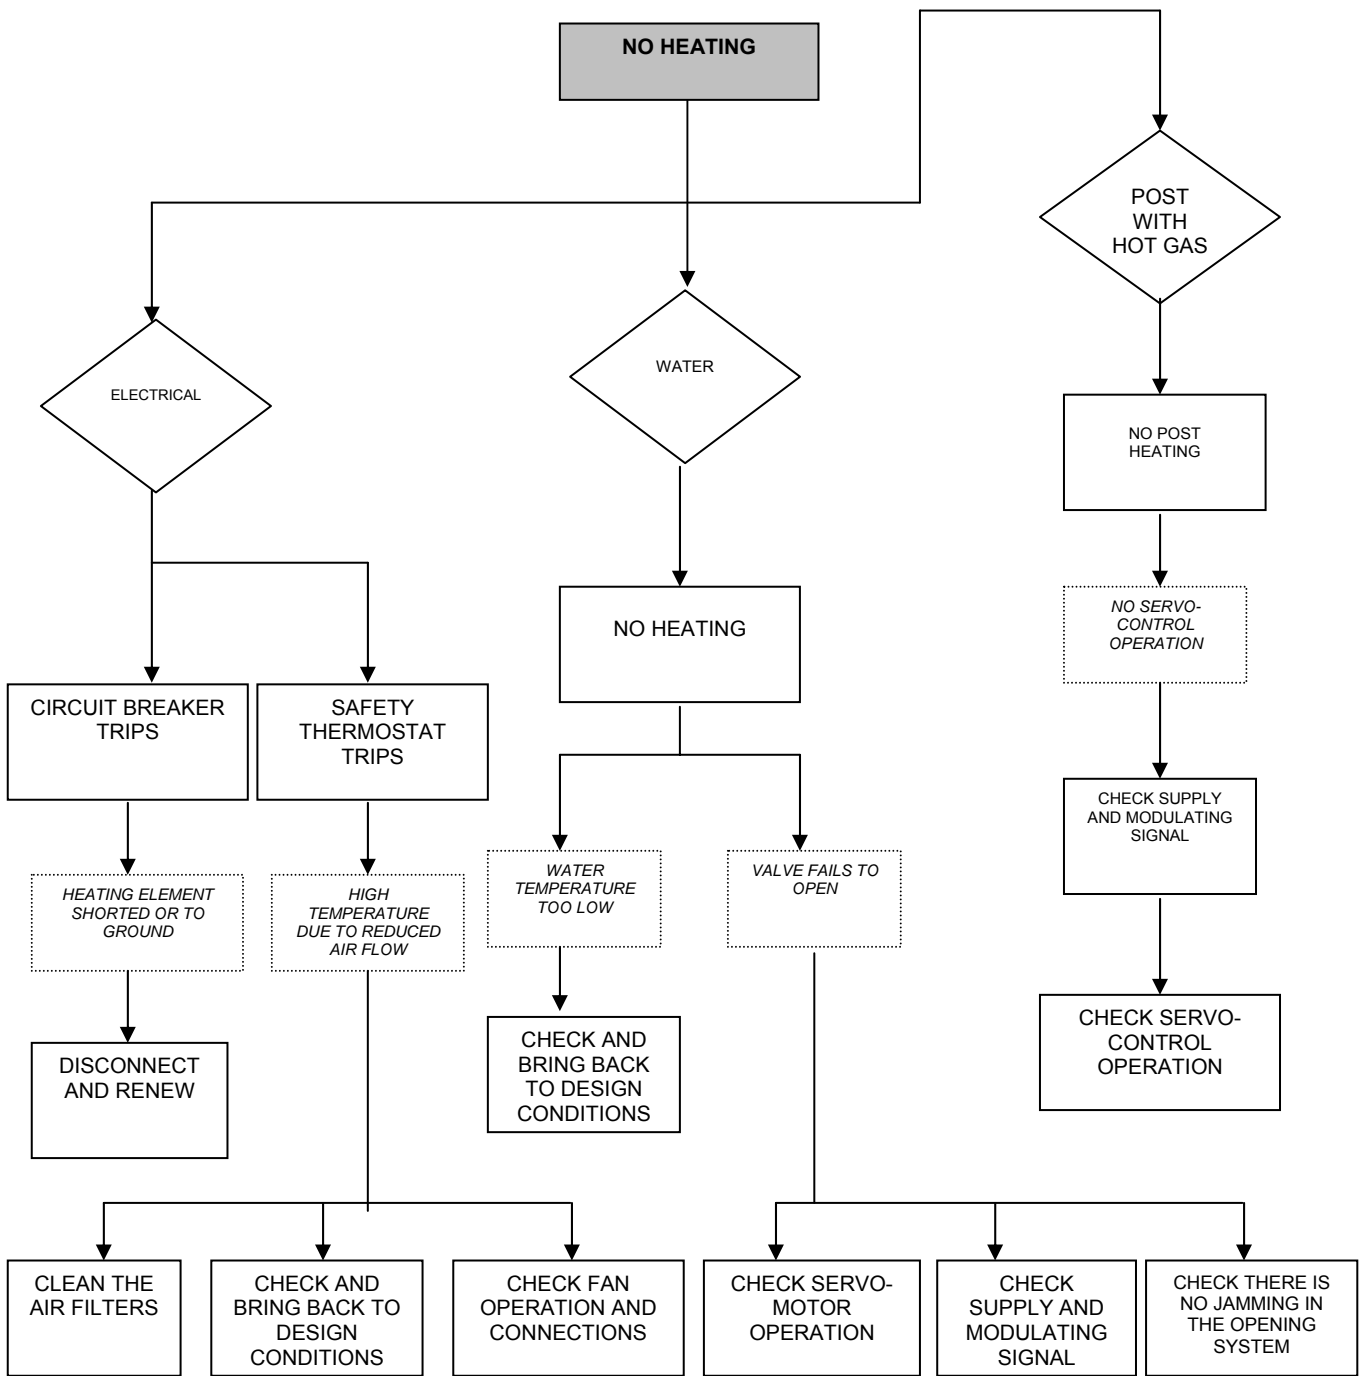 NO HEATING
POST
WITH
HOT GAS
ELECTRICAL
WATER
NO POST
HEATING
NO HEATING
NO SERVO-
CONTROL
OPERATION
CIRCUIT BREAKER
TRIPS
SAFETY
THERMOSTAT
TRIPS
CHECK SUPPLY
AND MODULATING
SIGNAL
HEATING ELEMENT
SHORTED OR TO
GROUND
HIGH
TEMPERATURE
DUE TO REDUCED
AIR FLOW
WATER
TEMPERATURE
TOO LOW
VALVE FAILS TO
OPEN
DISCONNECT
AND RENEW
CHECK AND
BRING BACK
TO DESIGN
CONDITIONS
CHECK SERVO-
CONTROL
OPERATION
CLEAN THE
AIR FILTERS
CHECK AND
BRING BACK TO
DESIGN
CONDITIONS
CHECK FAN
OPERATION AND
CONNECTIONS
CHECK SERVO-
MOTOR
OPERATION
CHECK
SUPPLY AND
MODULATING
SIGNAL
CHECK THERE IS
NO JAMMING IN
THE OPENING
SYSTEM